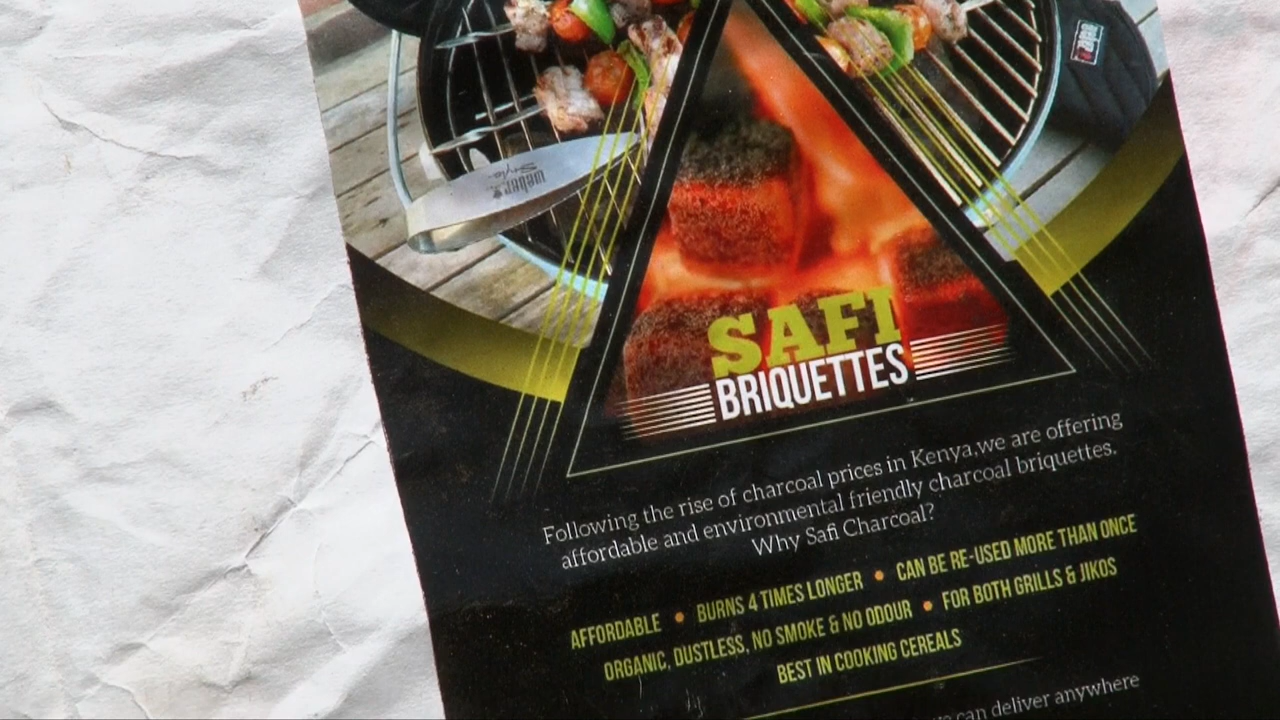 weber
Style
SAFI
BRIQUETTES
Following the rise of charcoal prices in Kenya,we are offering
affordable and environmental friendly charcoal briquettes.
Why Safi Charcoal?
AFFORDABLE • BURNS 4 TIMES LONGER • CAN BE RE-USED MORE THAN ONCE
ORGANIC, DUSTLESS, NO SMOKE & NO ODOUR • FOR BOTH GRILLS & JIKOS
BEST IN COOKING CEREALS
can deliver anywhere